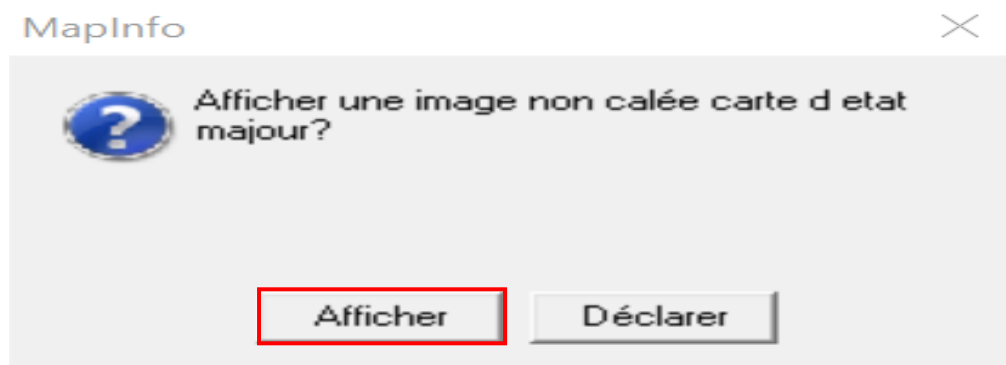 MapInfo
Afficher une image non calée carte d etat
majour?
Afficher
Déclarer